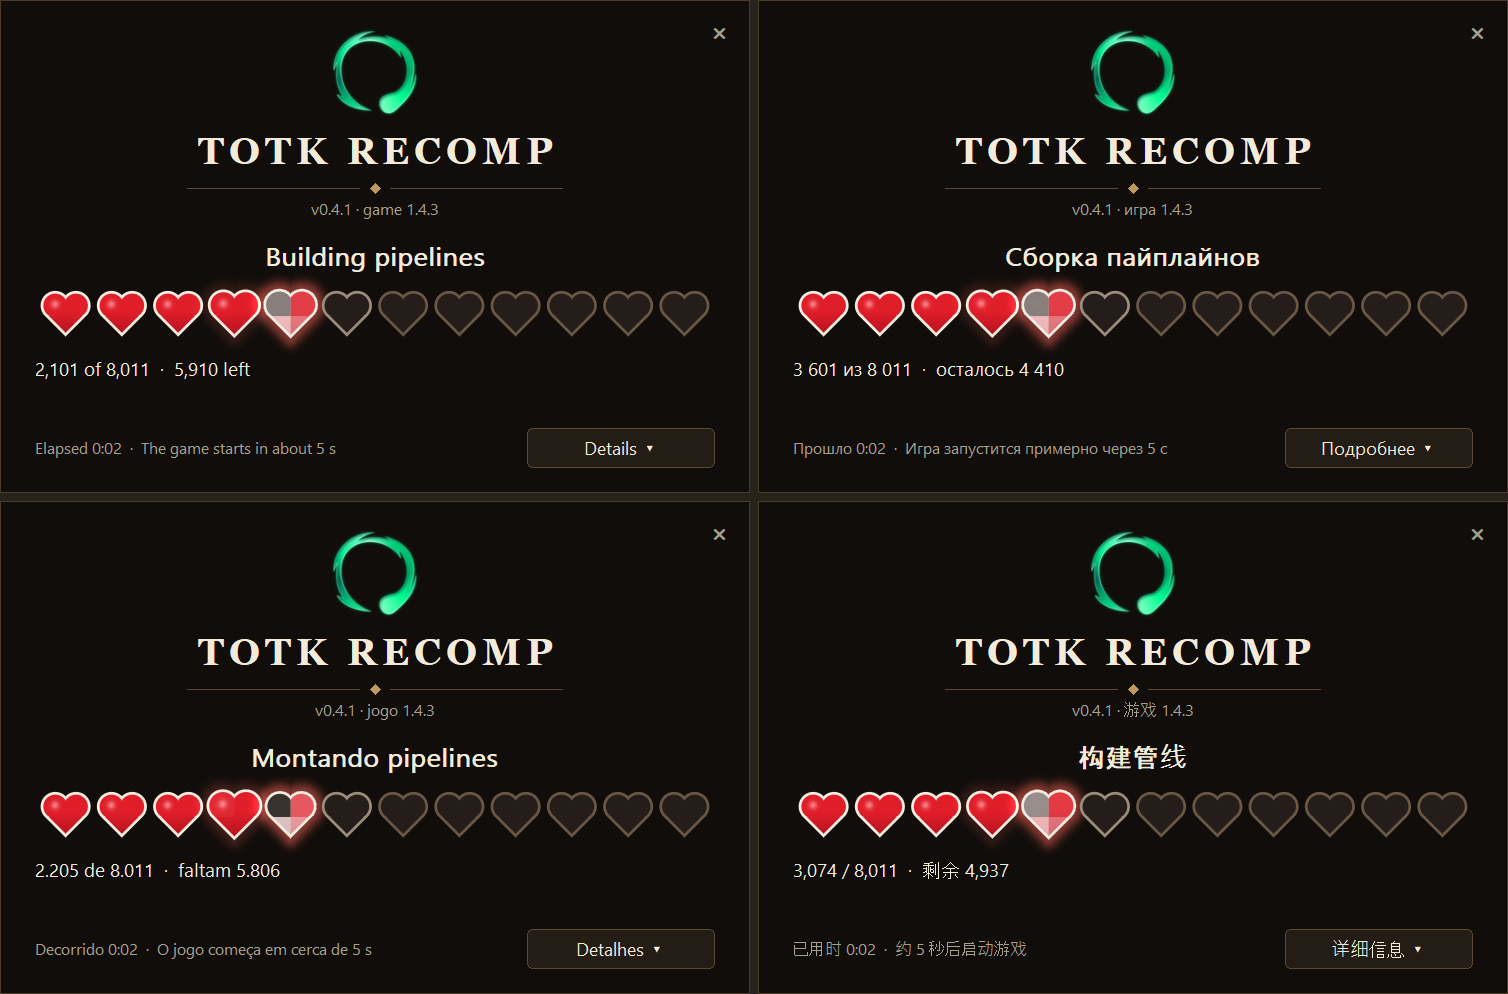 ×
TOTK RECOMP
v0.4.1 · game 1.4.3
Building pipelines
2,101 of 8,011 · 5,910 left
Elapsed 0:02 · The game starts in about 5 s
Details ▾
×
TOTK RECOMP
v0.4.1 · игра 1.4.3
Сборка пайплайнов
3 601 из 8 011 · осталось 4 410
Прошло 0:02 · Игра запустится примерно через 5 с
Подробнее ▾
×
TOTK RECOMP
v0.4.1 · jogo 1.4.3
Montando pipelines
2.205 de 8.011 · faltam 5.806
Decorrido 0:02 · O jogo começa em cerca de 5 s
Detalhes ▾
×
TOTK RECOMP
v0.4.1 · 游戏 1.4.3
构建管线
3,074 / 8,011 · 剩余 4,937
已用时 0:02 · 约 5 秒后启动游戏
详细信息 ▾